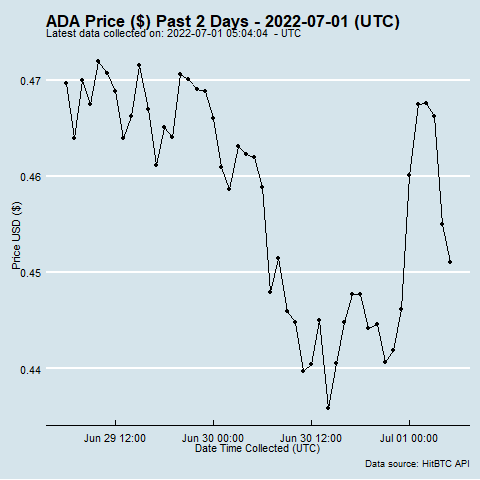 ADA Price ($) Past 2 Days - 2022-07-01 (UTC)
Latest data collected on: 2022-07-01 05:04:04  - UTC
0.47
0.46
0.45
0.44
Price USD ($)
Jun 29 12:00
Jun 30 00:00
Jun 30 12:00
Jul 01 00:00
Date Time Collected (UTC)
Data source: HitBTC API